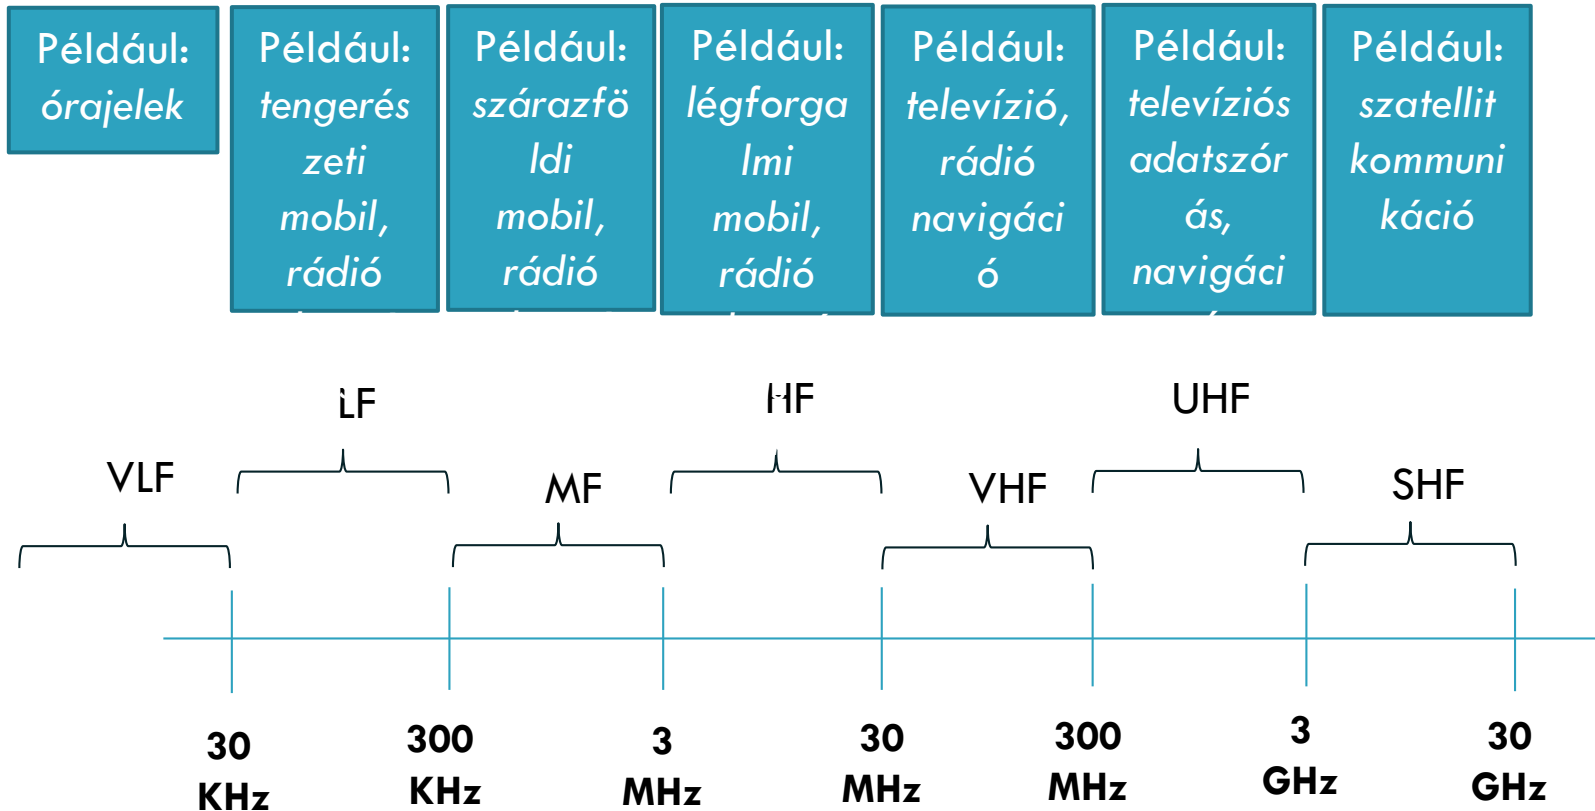 Például:
órajelek
Például:
tengerés
zeti
mobil,
rádió
Például:
szárazfö
ldi
mobil,
rádió
Például:
légforga
lmi
mobil,
rádió
Például:
televízió,
rádió
navigáci
ó
Például:
televíziós
adatszór
ás,
navigáci
Például:
szatellit
kommuni
káció
LF
HF
UHF
VLF
MF
VHF
SHF
30
KHz
300
KHz
3
MHz
30
MHz
300
MHz
3
GHz
30
GHz